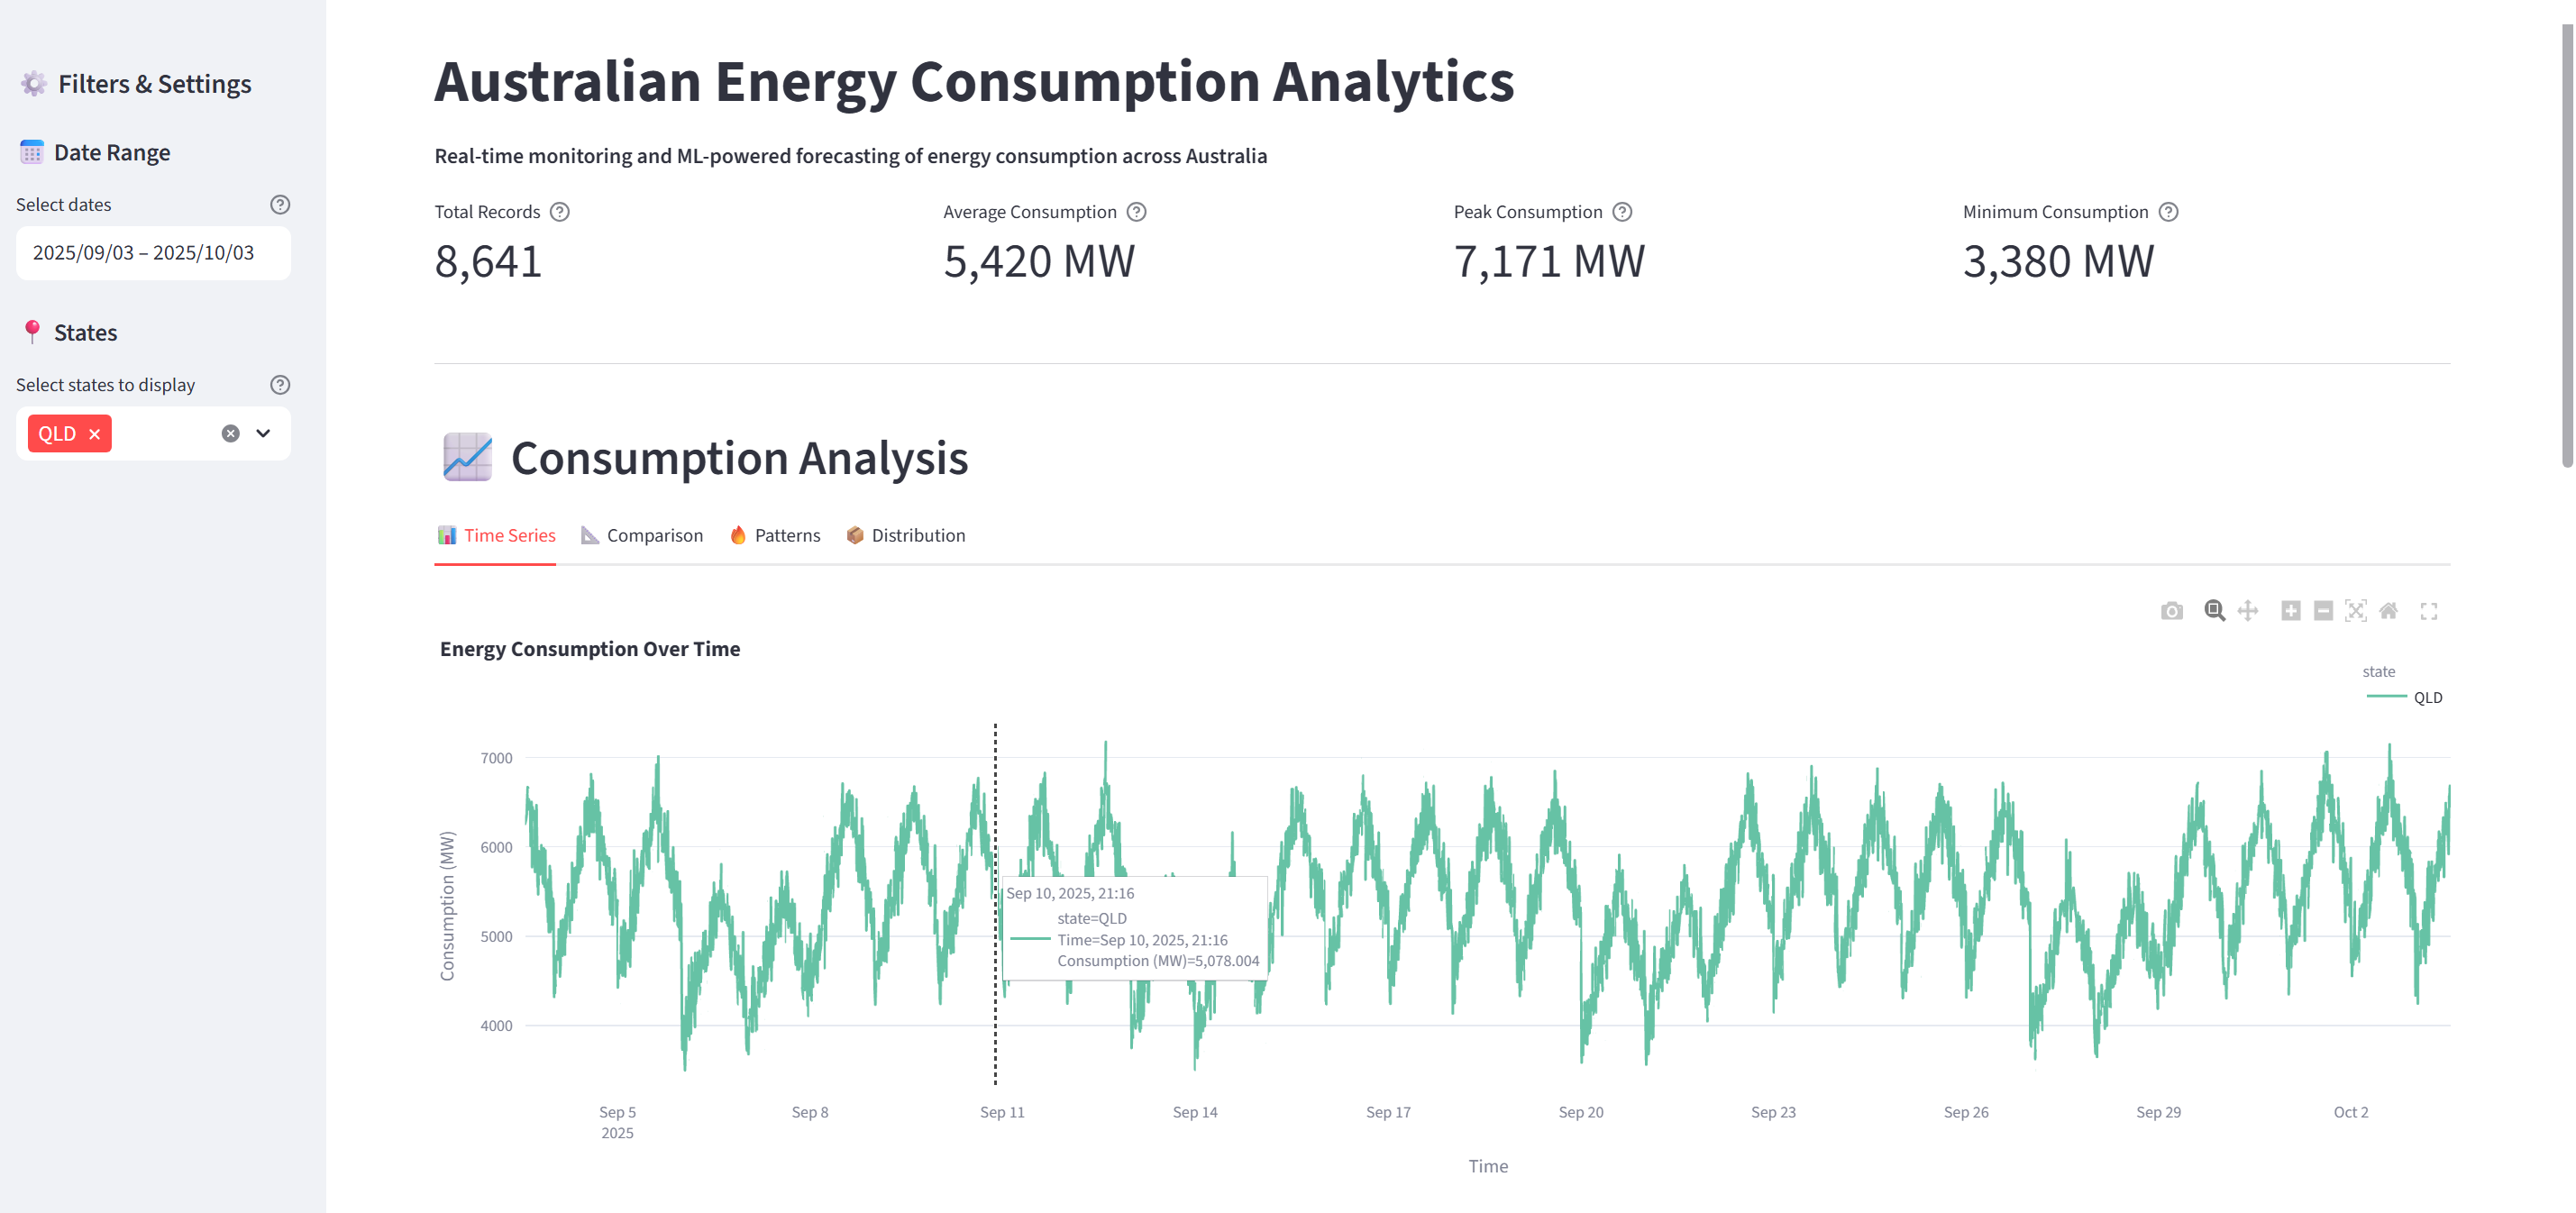 Filters & Settings
Date Range
Select dates
2025/09/03 – 2025/10/03
States
Select states to display
QLD
Australian Energy Consumption Analytics
Real-time monitoring and ML-powered forecasting of energy consumption across Australia
Total Records
8,641
Average Consumption
5,420 MW
Peak Consumption
7,171 MW
Minimum Consumption
3,380 MW
Consumption Analysis
Time Series Comparison Patterns Distribution
Energy Consumption Over Time
state
QLD
7000
6000
5000
4000
Consumption (MW)
Sep 10, 2025, 21:16
state=QLD
Time=Sep 10, 2025, 21:16
Consumption (MW)=5,078.004
Sep 5 Sep 8 Sep 11 Sep 14 Sep 17 Sep 20 Sep 23 Sep 26 Sep 29 Oct 2
2025
Time